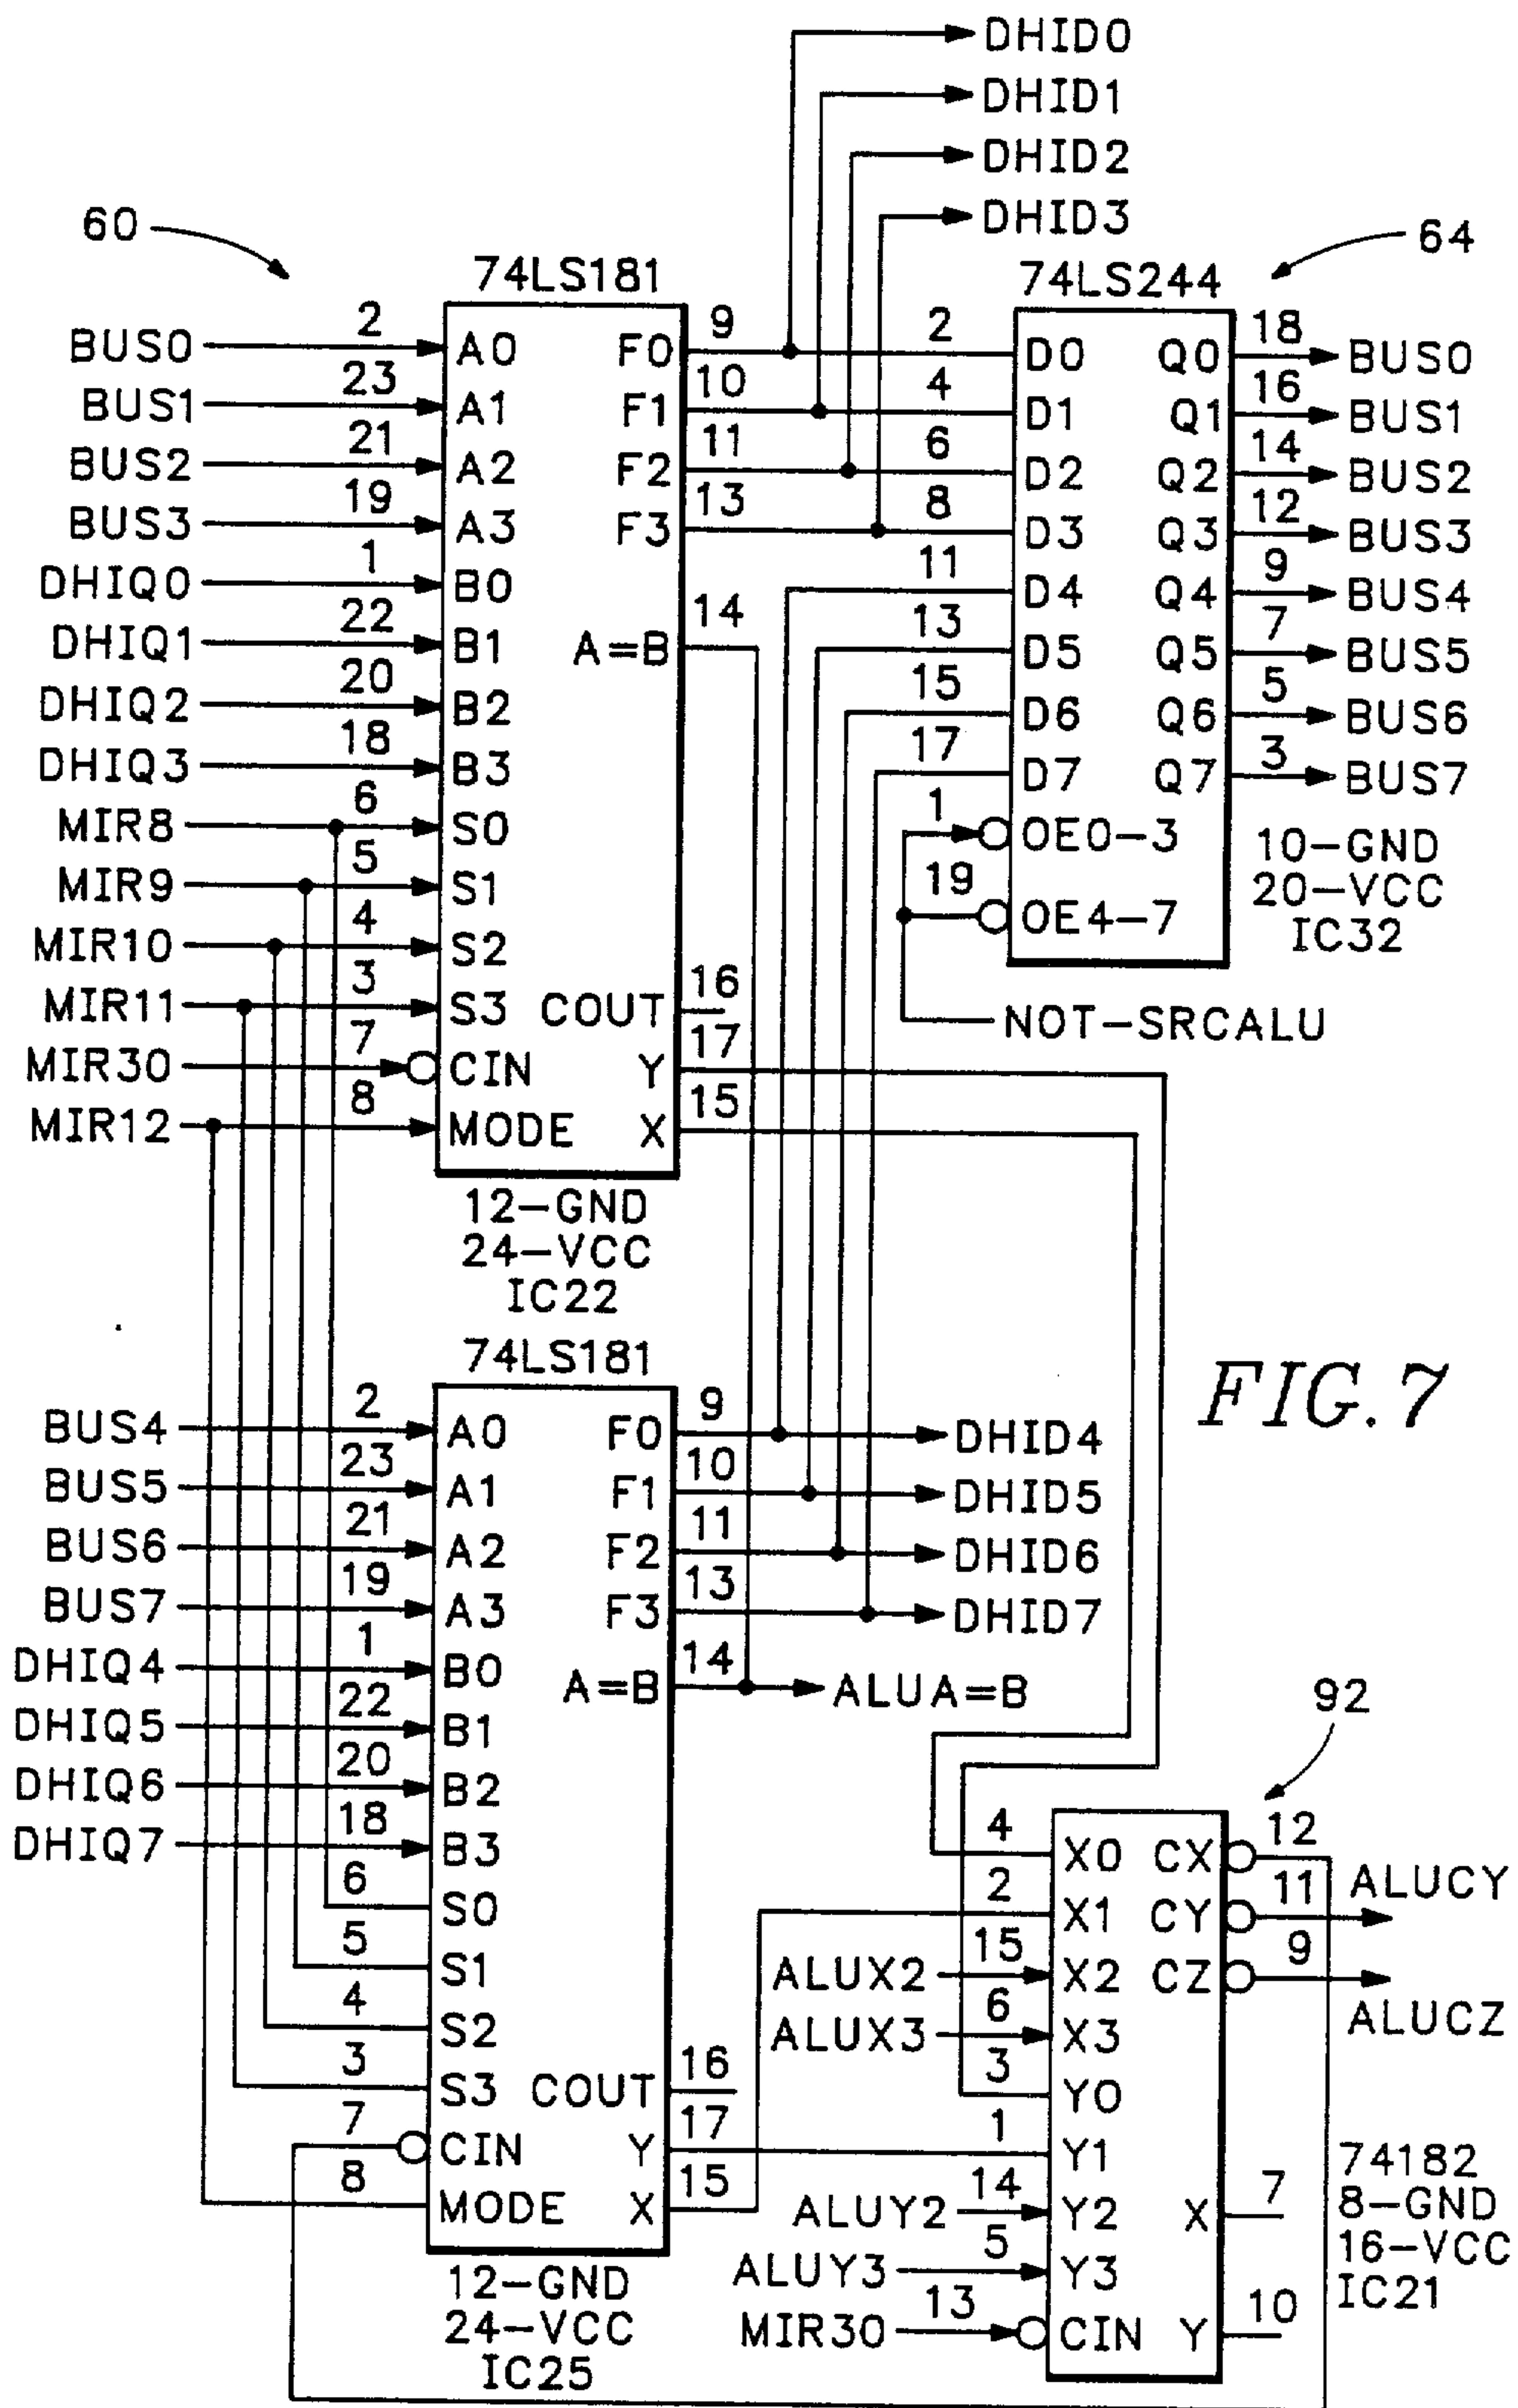 DHID0
DHID1
DHID2
DHID3
60
64
74LS181
74LS244
BUS0 2 A0 F0 9 2 D0 Q0 18 BUS0
BUS1 23 A1 F1 10 4 D1 Q1 16 BUS1
BUS2 21 A2 F2 11 6 D2 Q2 14 BUS2
BUS3 19 A3 F3 13 8 D3 Q3 12 BUS3
DHIQ0 1 B0 11 D4 Q4 9 BUS4
DHIQ1 22 B1 A=B 14 13 D5 Q5 7 BUS5
DHIQ2 20 B2 15 D6 Q6 5 BUS6
DHIQ3 18 B3 17 D7 Q7 3 BUS7
MIR8 6 S0 1 OE0-3 10-GND
MIR9 5 S1 19 OE4-7 20-VCC
MIR10 4 S2 IC32
MIR11 3 S3 COUT 16 NOT-SRCALU
MIR30 7 CIN Y 17
MIR12 8 MODE X 15
12-GND
24-VCC
IC22
74LS181
FIG. 7
BUS4 2 A0 F0 9 DHID4
BUS5 23 A1 F1 10 DHID5
BUS6 21 A2 F2 11 DHID6
BUS7 19 A3 F3 13 DHID7
DHIQ4 1 B0 A=B 14 ALUA=B
DHIQ5 22 B1 92
DHIQ6 20 B2
DHIQ7 18 B3 4 X0 CX 12
6 S0 2 X1 CY 11 ALUCY
5 S1 ALUX2 15 X2 CZ 9 ALUCZ
4 S2 ALUX3 6 X3
3 S3 COUT 16 3 Y0
7 CIN Y 17 1 Y1 74182
8 MODE X 15 ALUY2 14 Y2 X 7 8-GND
12-GND ALUY3 5 Y3 16-VCC
24-VCC MIR30 13 CIN Y 10 IC21
IC25